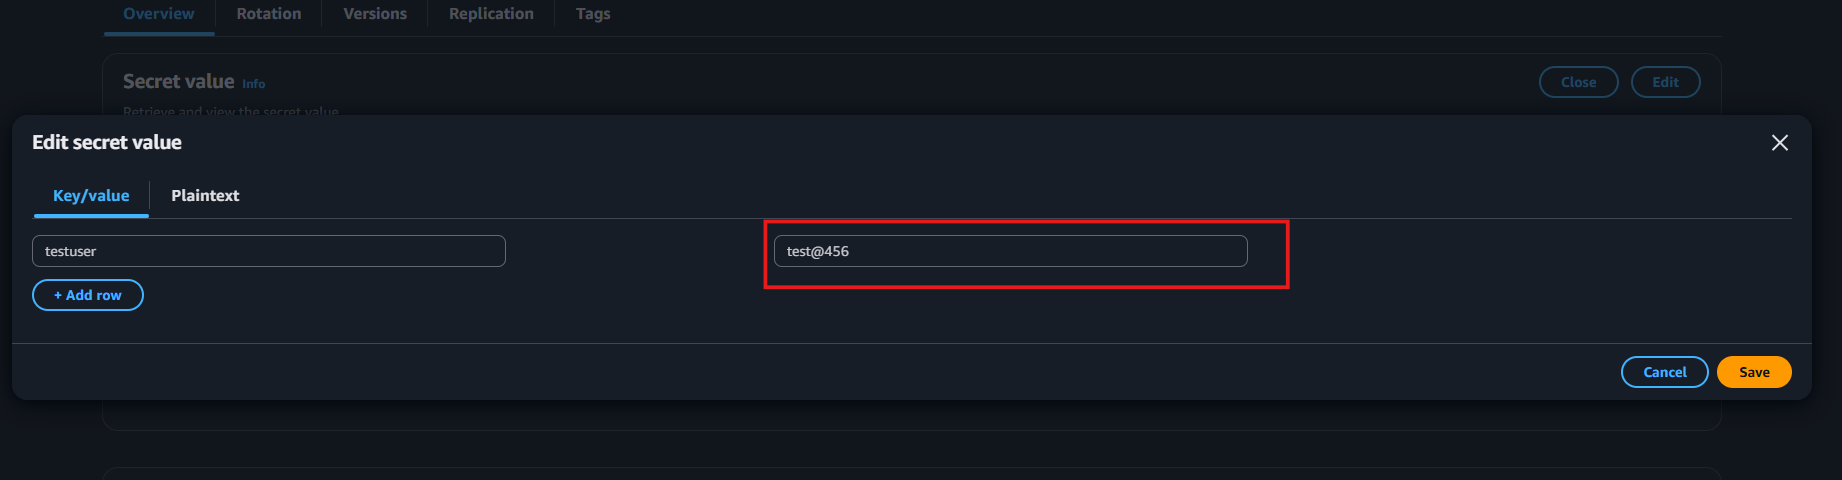 Overview Rotation Versions Replication Tags
Secret value Info
Close Edit
Retrieve and view the secret value
Edit secret value
Key/value Plaintext
testuser test@456
+ Add row
Cancel Save